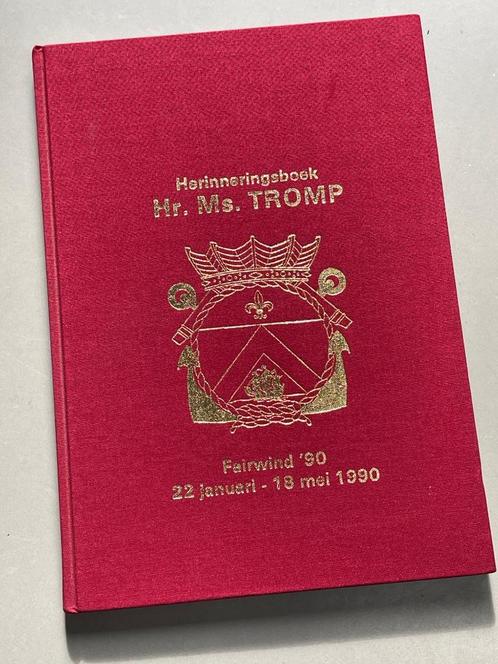 Herinneringsboek
Hr. Ms. TROMP
Fairwind '90
22 januari - 18 mei 1990